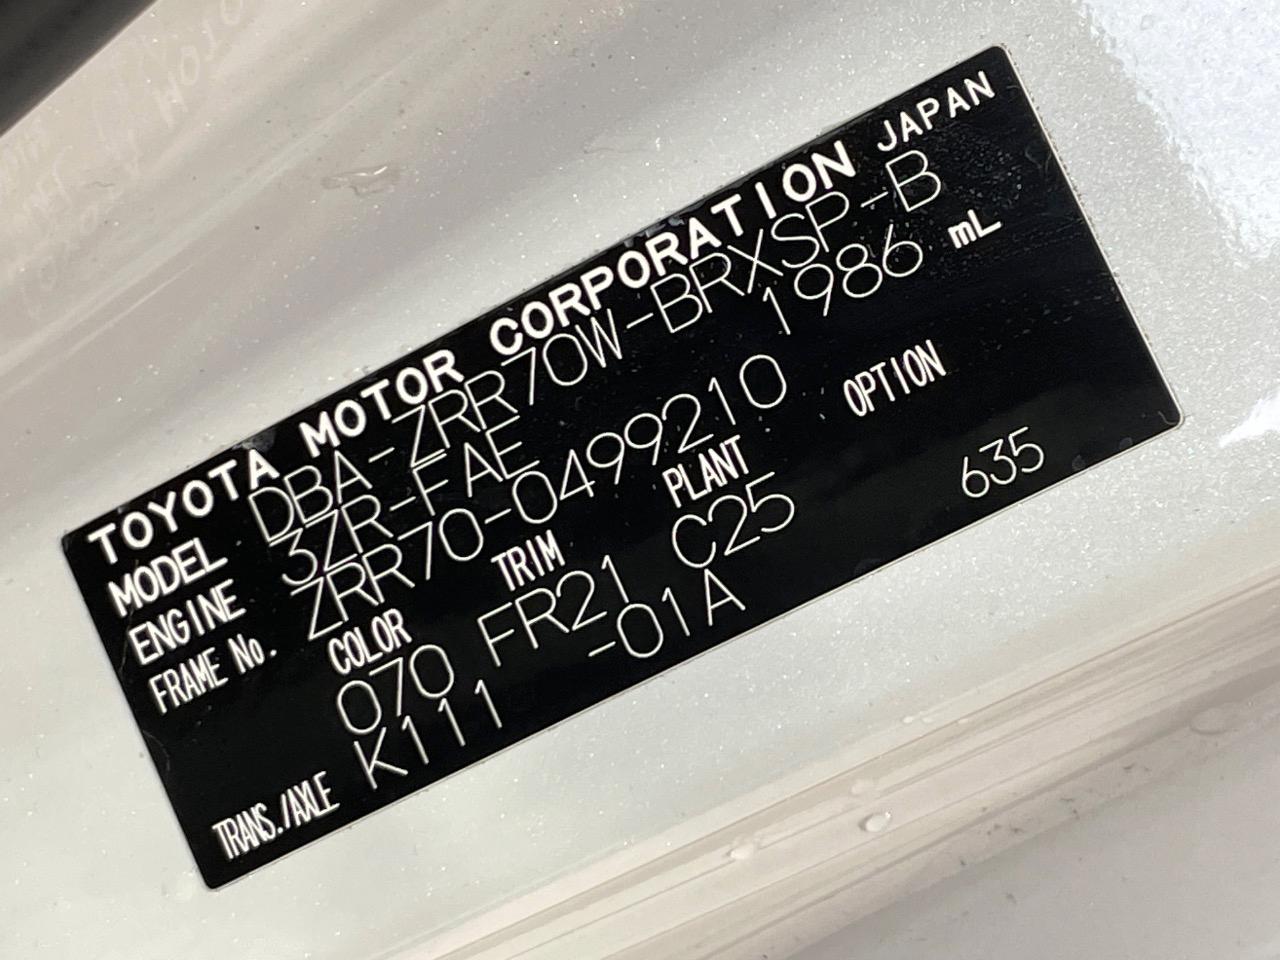 TOYOTA MOTOR CORPORATION JAPAN
MODEL DBA-ZRR70W-BRXSP-B
ENGINE 3ZR-FAE 1986 mL
FRAME No. ZRR70-0499210
COLOR TRIM PLANT OPTION
070 FR21 C25 635
-01A
TRANS./AXLE K111